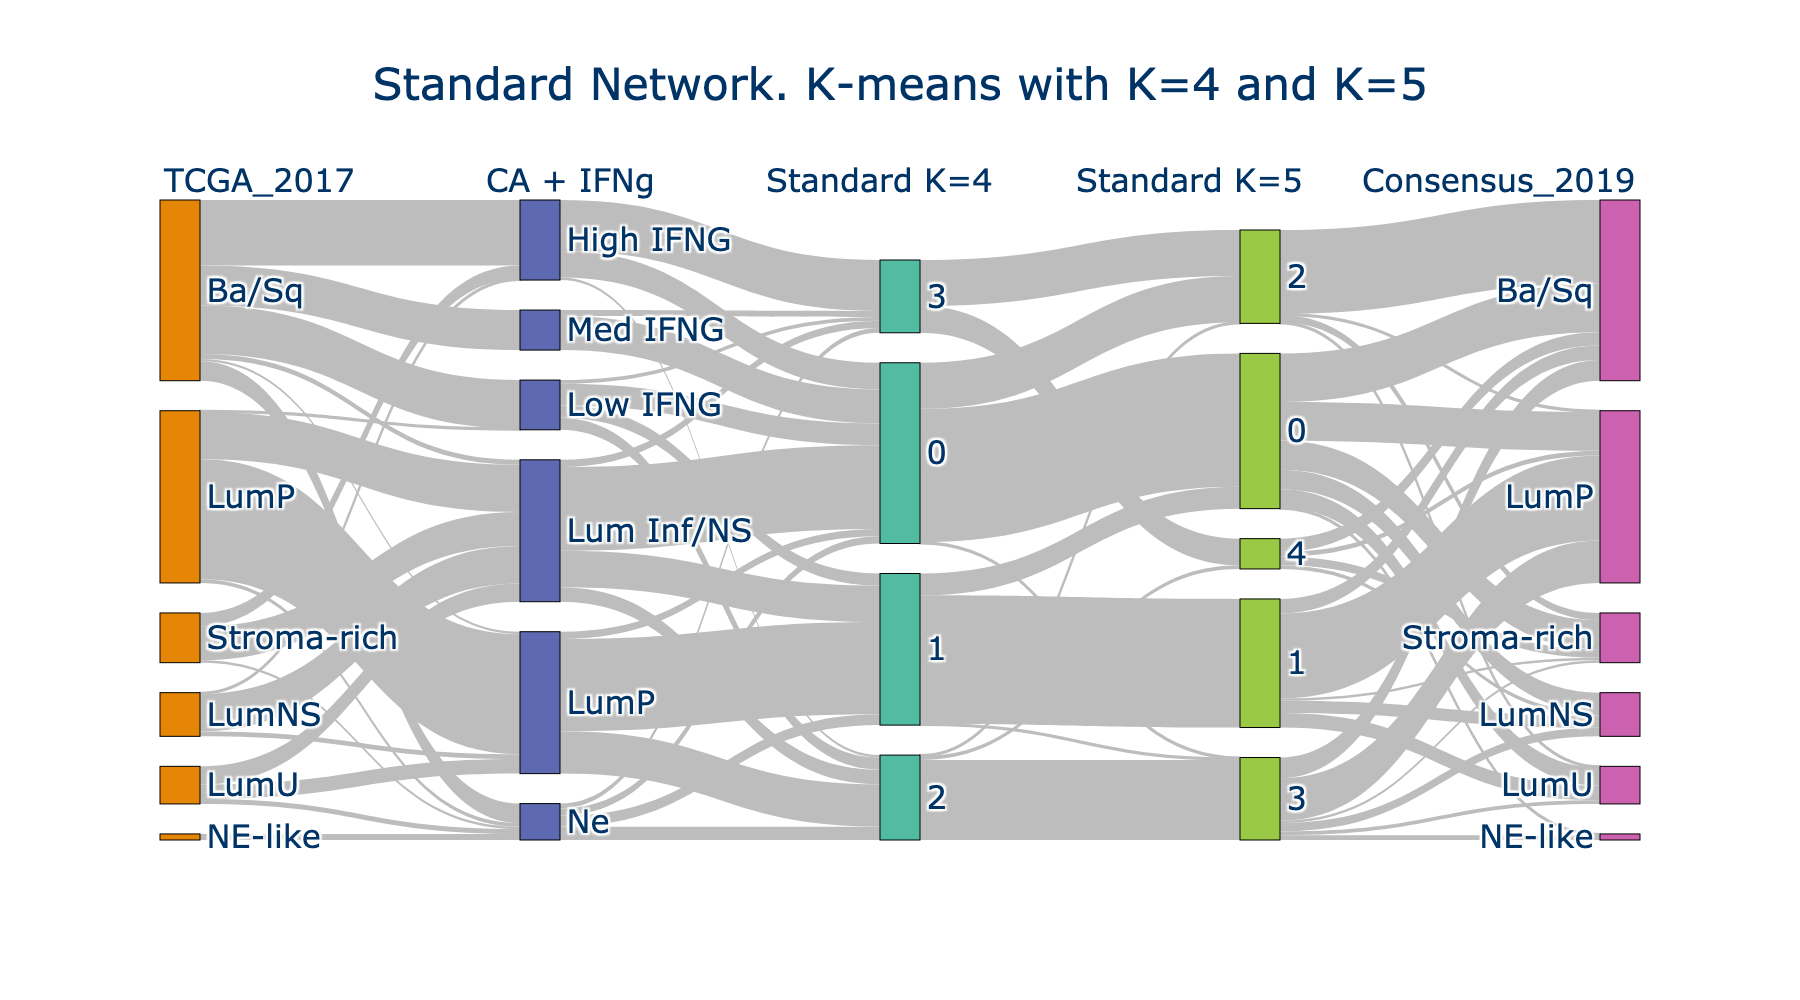 Standard Network. K-means with K=4 and K=5
TCGA_2017
CA + IFNg
Standard K=4
Standard K=5
Consensus_2019
Ba/Sq
LumP
Stroma-rich
LumNS
LumU
NE-like
High IFNG
Med IFNG
Low IFNG
Lum Inf/NS
LumP
Ne
3
0
1
2
2
0
4
1
3
Ba/Sq
LumP
Stroma-rich
LumNS
LumU
NE-like